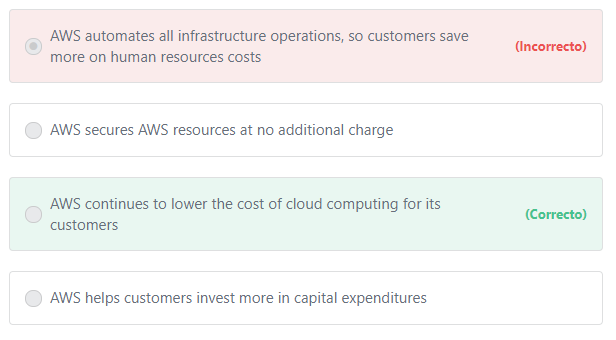 AWS automates all infrastructure operations, so customers save
more on human resources costs
(Incorrecto)
AWS secures AWS resources at no additional charge
AWS continues to lower the cost of cloud computing for its
customers
(Correcto)
AWS helps customers invest more in capital expenditures